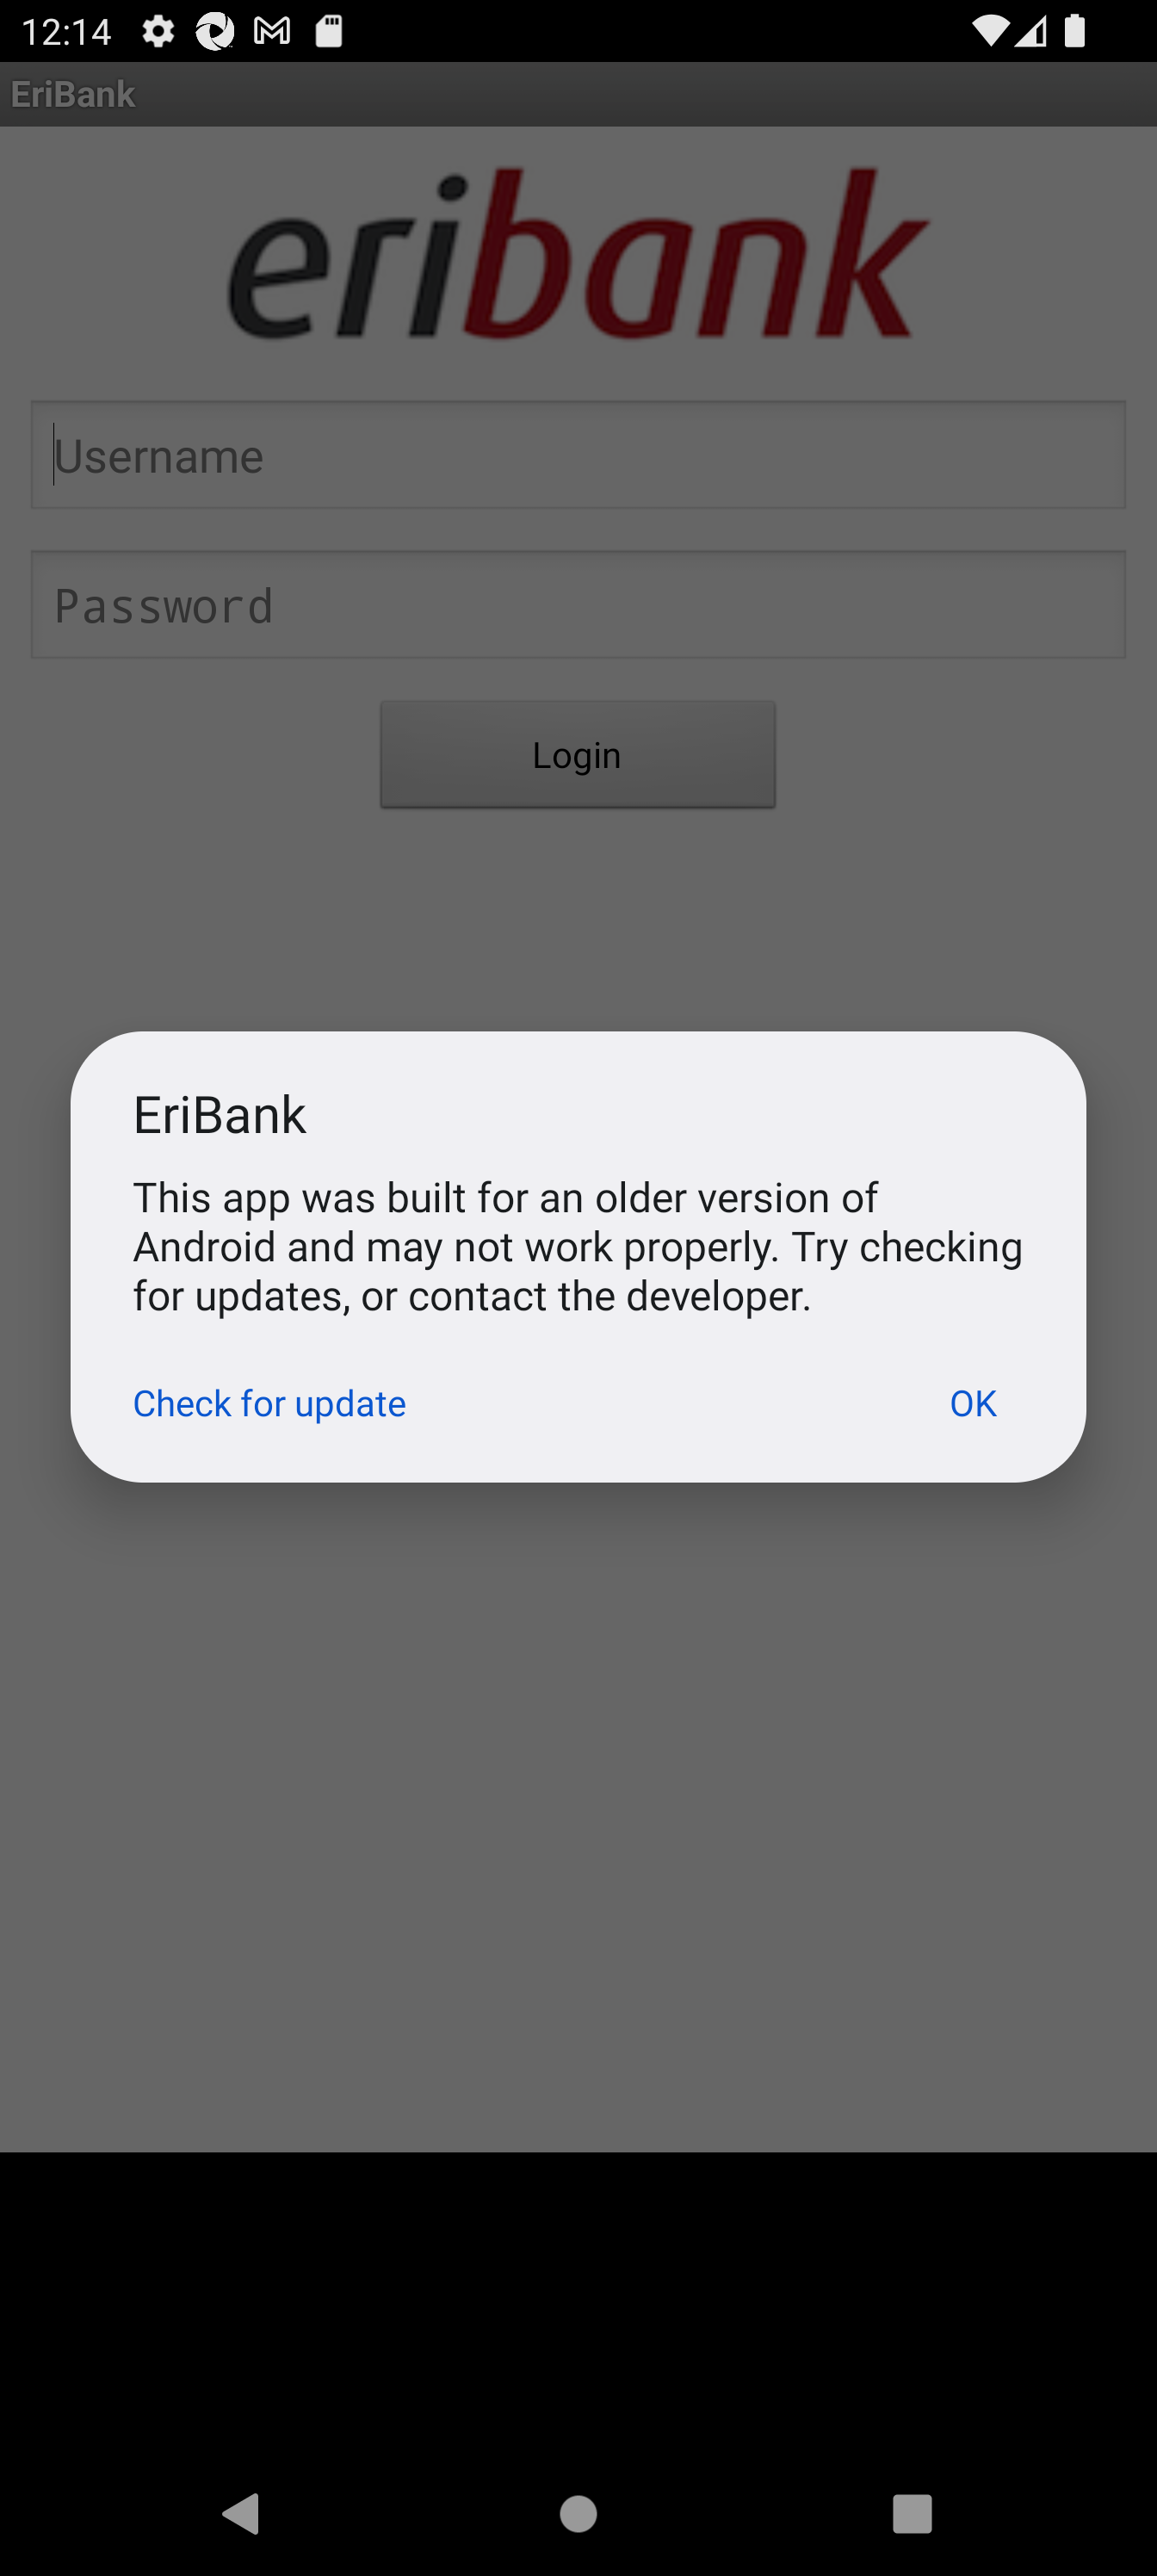 12:14
EriBank
eribank
Username
Password
Login
EriBank
This app was built for an older version of
Android and may not work properly. Try checking
for updates, or contact the developer.
Check for update
OK